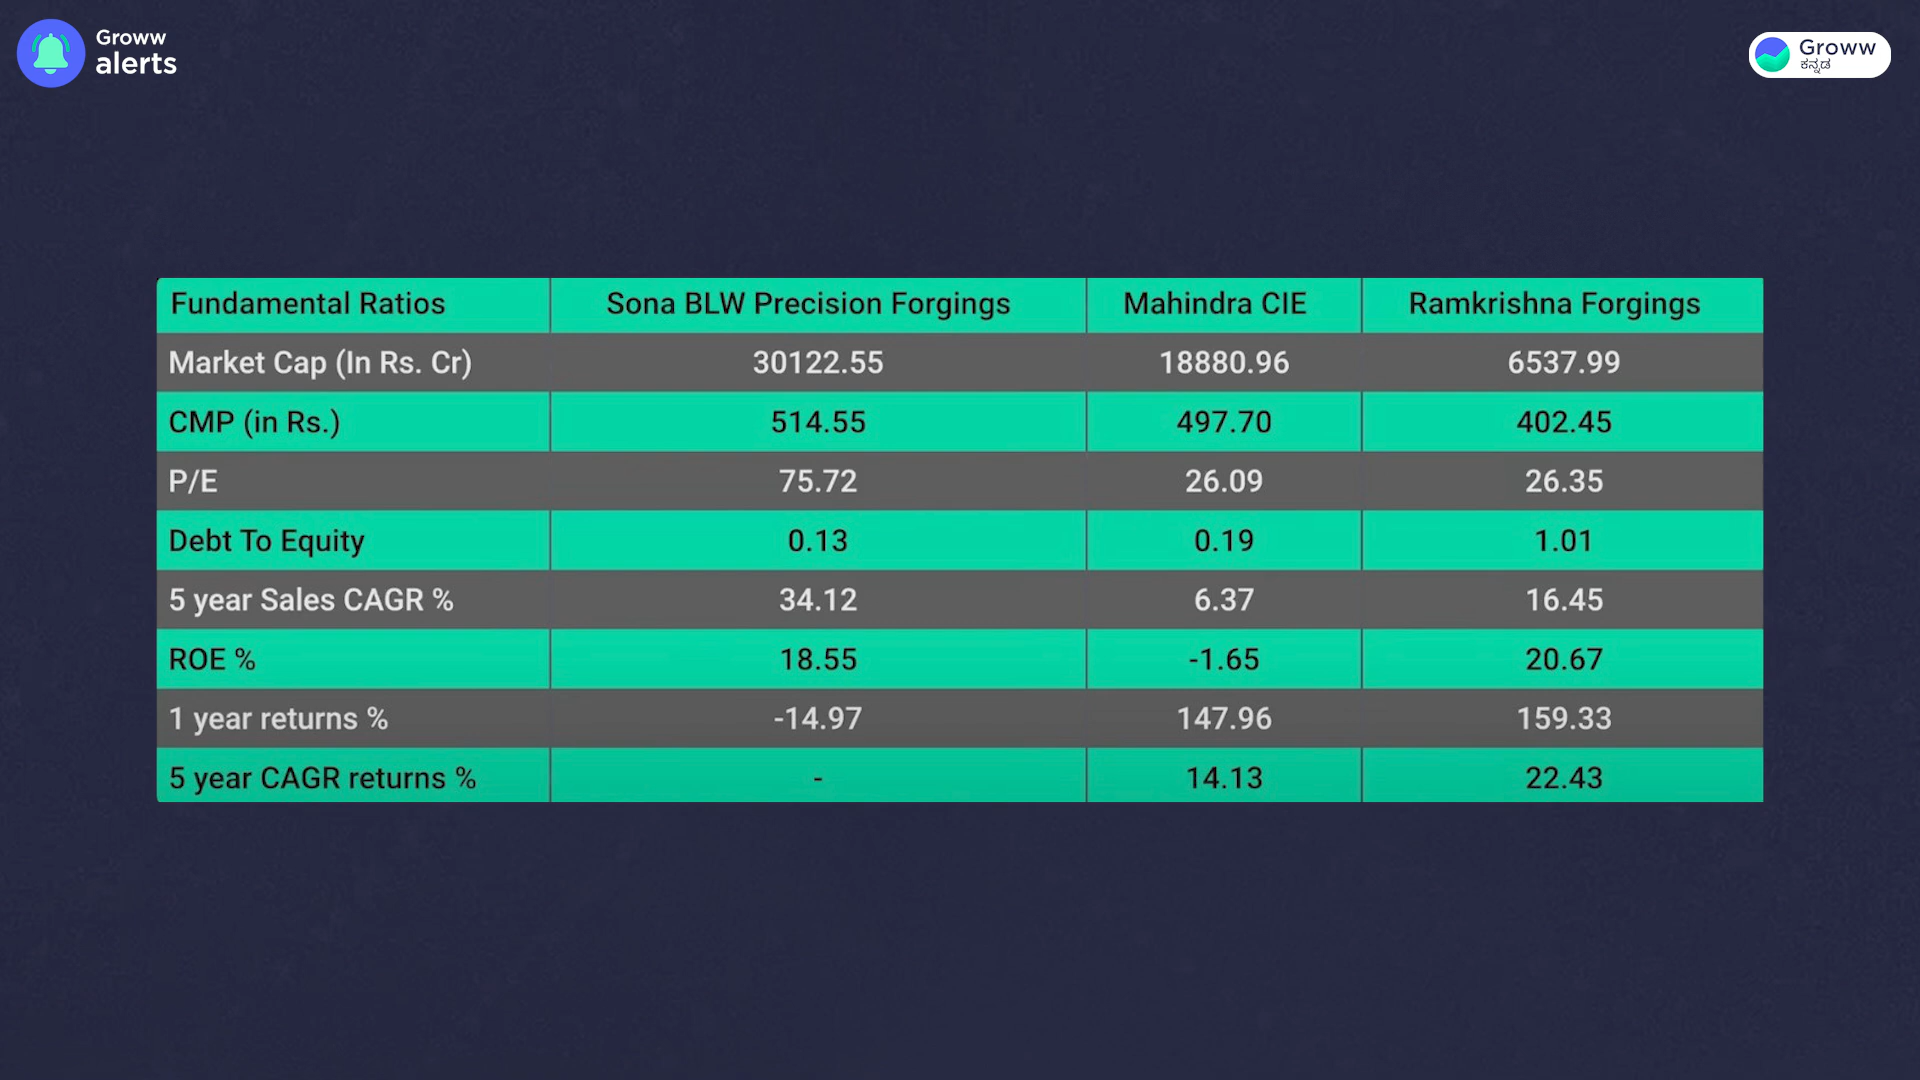 Groww
alerts
Groww
ಕನ್ನಡ
Fundamental Ratios Sona BLW Precision Forgings Mahindra CIE Ramkrishna Forgings
Market Cap (In Rs. Cr) 30122.55 18880.96 6537.99
CMP (in Rs.) 514.55 497.70 402.45
P/E 75.72 26.09 26.35
Debt To Equity 0.13 0.19 1.01
5 year Sales CAGR % 34.12 6.37 16.45
ROE % 18.55 -1.65 20.67
1 year returns % -14.97 147.96 159.33
5 year CAGR returns % - 14.13 22.43